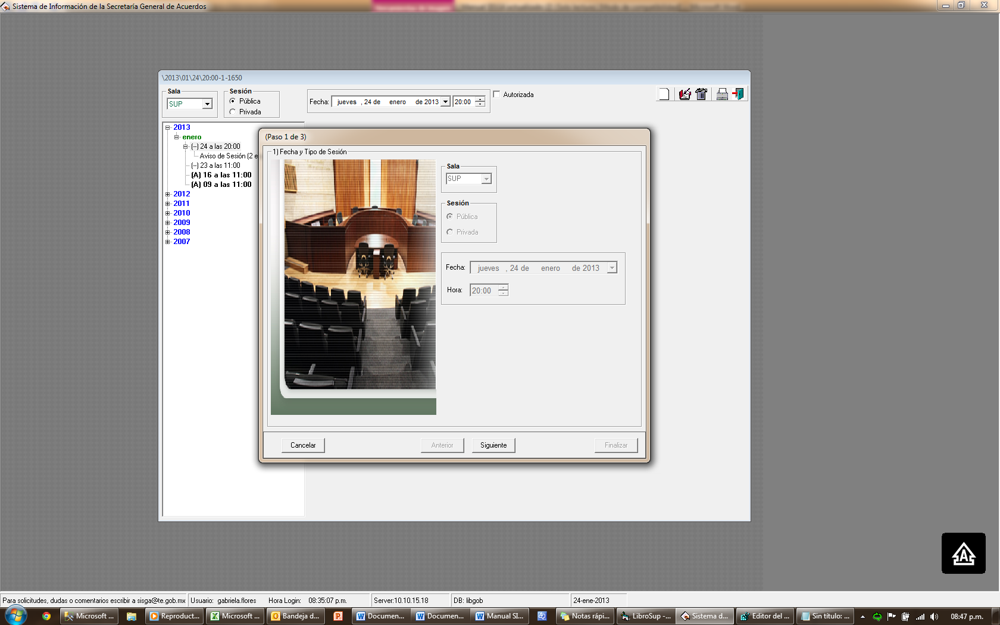 Sistema de Información de la Secretaría General de Acuerdos
\2013\01\24\20:00-1-1650
Sala
SUP
Sesión
Pública
Privada
Fecha: jueves , 24 de enero de 2013 20:00
Autorizada
2013
enero
(--) 24 a las 20:00
Aviso de Sesión (2 e
(--) 23 a las 11:00
(A) 16 a las 11:00
(A) 09 a las 11:00
2012
2011
2010
2009
2008
2007
(Paso 1 de 3)
1) Fecha y Tipo de Sesión
Sala
SUP
Sesión
Pública
Privada
Fecha: jueves , 24 de enero de 2013
Hora: 20:00
Cancelar Anterior Siguiente Finalizar
A
Para solicitudes, dudas o comentarios escribir a sisga@te.gob.mx Usuario: gabriela.flores Hora Login: 08:35:07 p.m. Server:10.10.15.18 DB: libgob 24-ene-2013
Microsoft ... Reproduct... Microsoft ... Bandeja d... Documen... Documen... Manual SI... Notas rápi... LibroSup -... Sistema d... Editor del ... Sin título: ... 08:47 p.m.